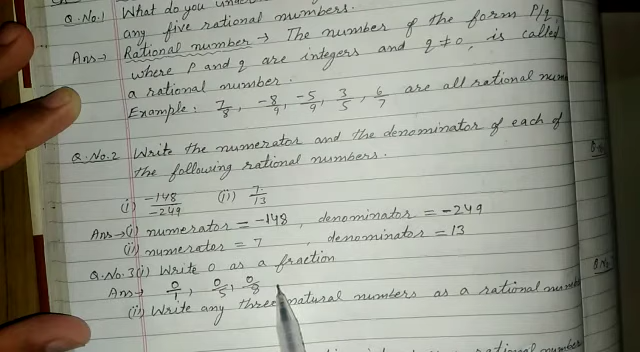 Q.No.1 What do you
any five rational numbers.
Ans→ Rational number → The number of the form P/q,
where P and q are integers and q≠0, is called
a rational number.
Example: 7/8, -8/9, -5/9, 3/5, 6/7 are all rational
Q.No.2 Write the numerator and the denominator of each of
the following rational numbers.
(i) -148/-249 (ii) 7/13
Ans→(i) numerator = -148, denominator = -249
(ii) numerator = 7, denominator = 13
Q.No.3(i) Write 0 as a fraction
Ans→ 0/1, 0/5, 0/8
(ii) Write any three natural numbers as a rational
rational number